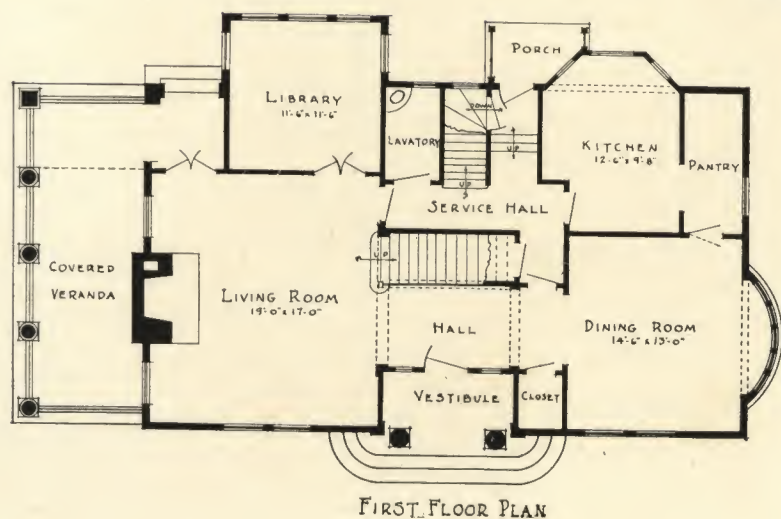 PORCH
LIBRARY
11'-6" x 11'-6"
DOWN
LAVATORY
UP
KITCHEN
12'-6" x 9'-8"
PANTRY
UP
SERVICE HALL
UP
COVERED
VERANDA
LIVING ROOM
19'-0" x 17'-0"
HALL
DINING ROOM
14'-6" x 13'-0"
VESTIBULE
CLOSET
FIRST FLOOR PLAN